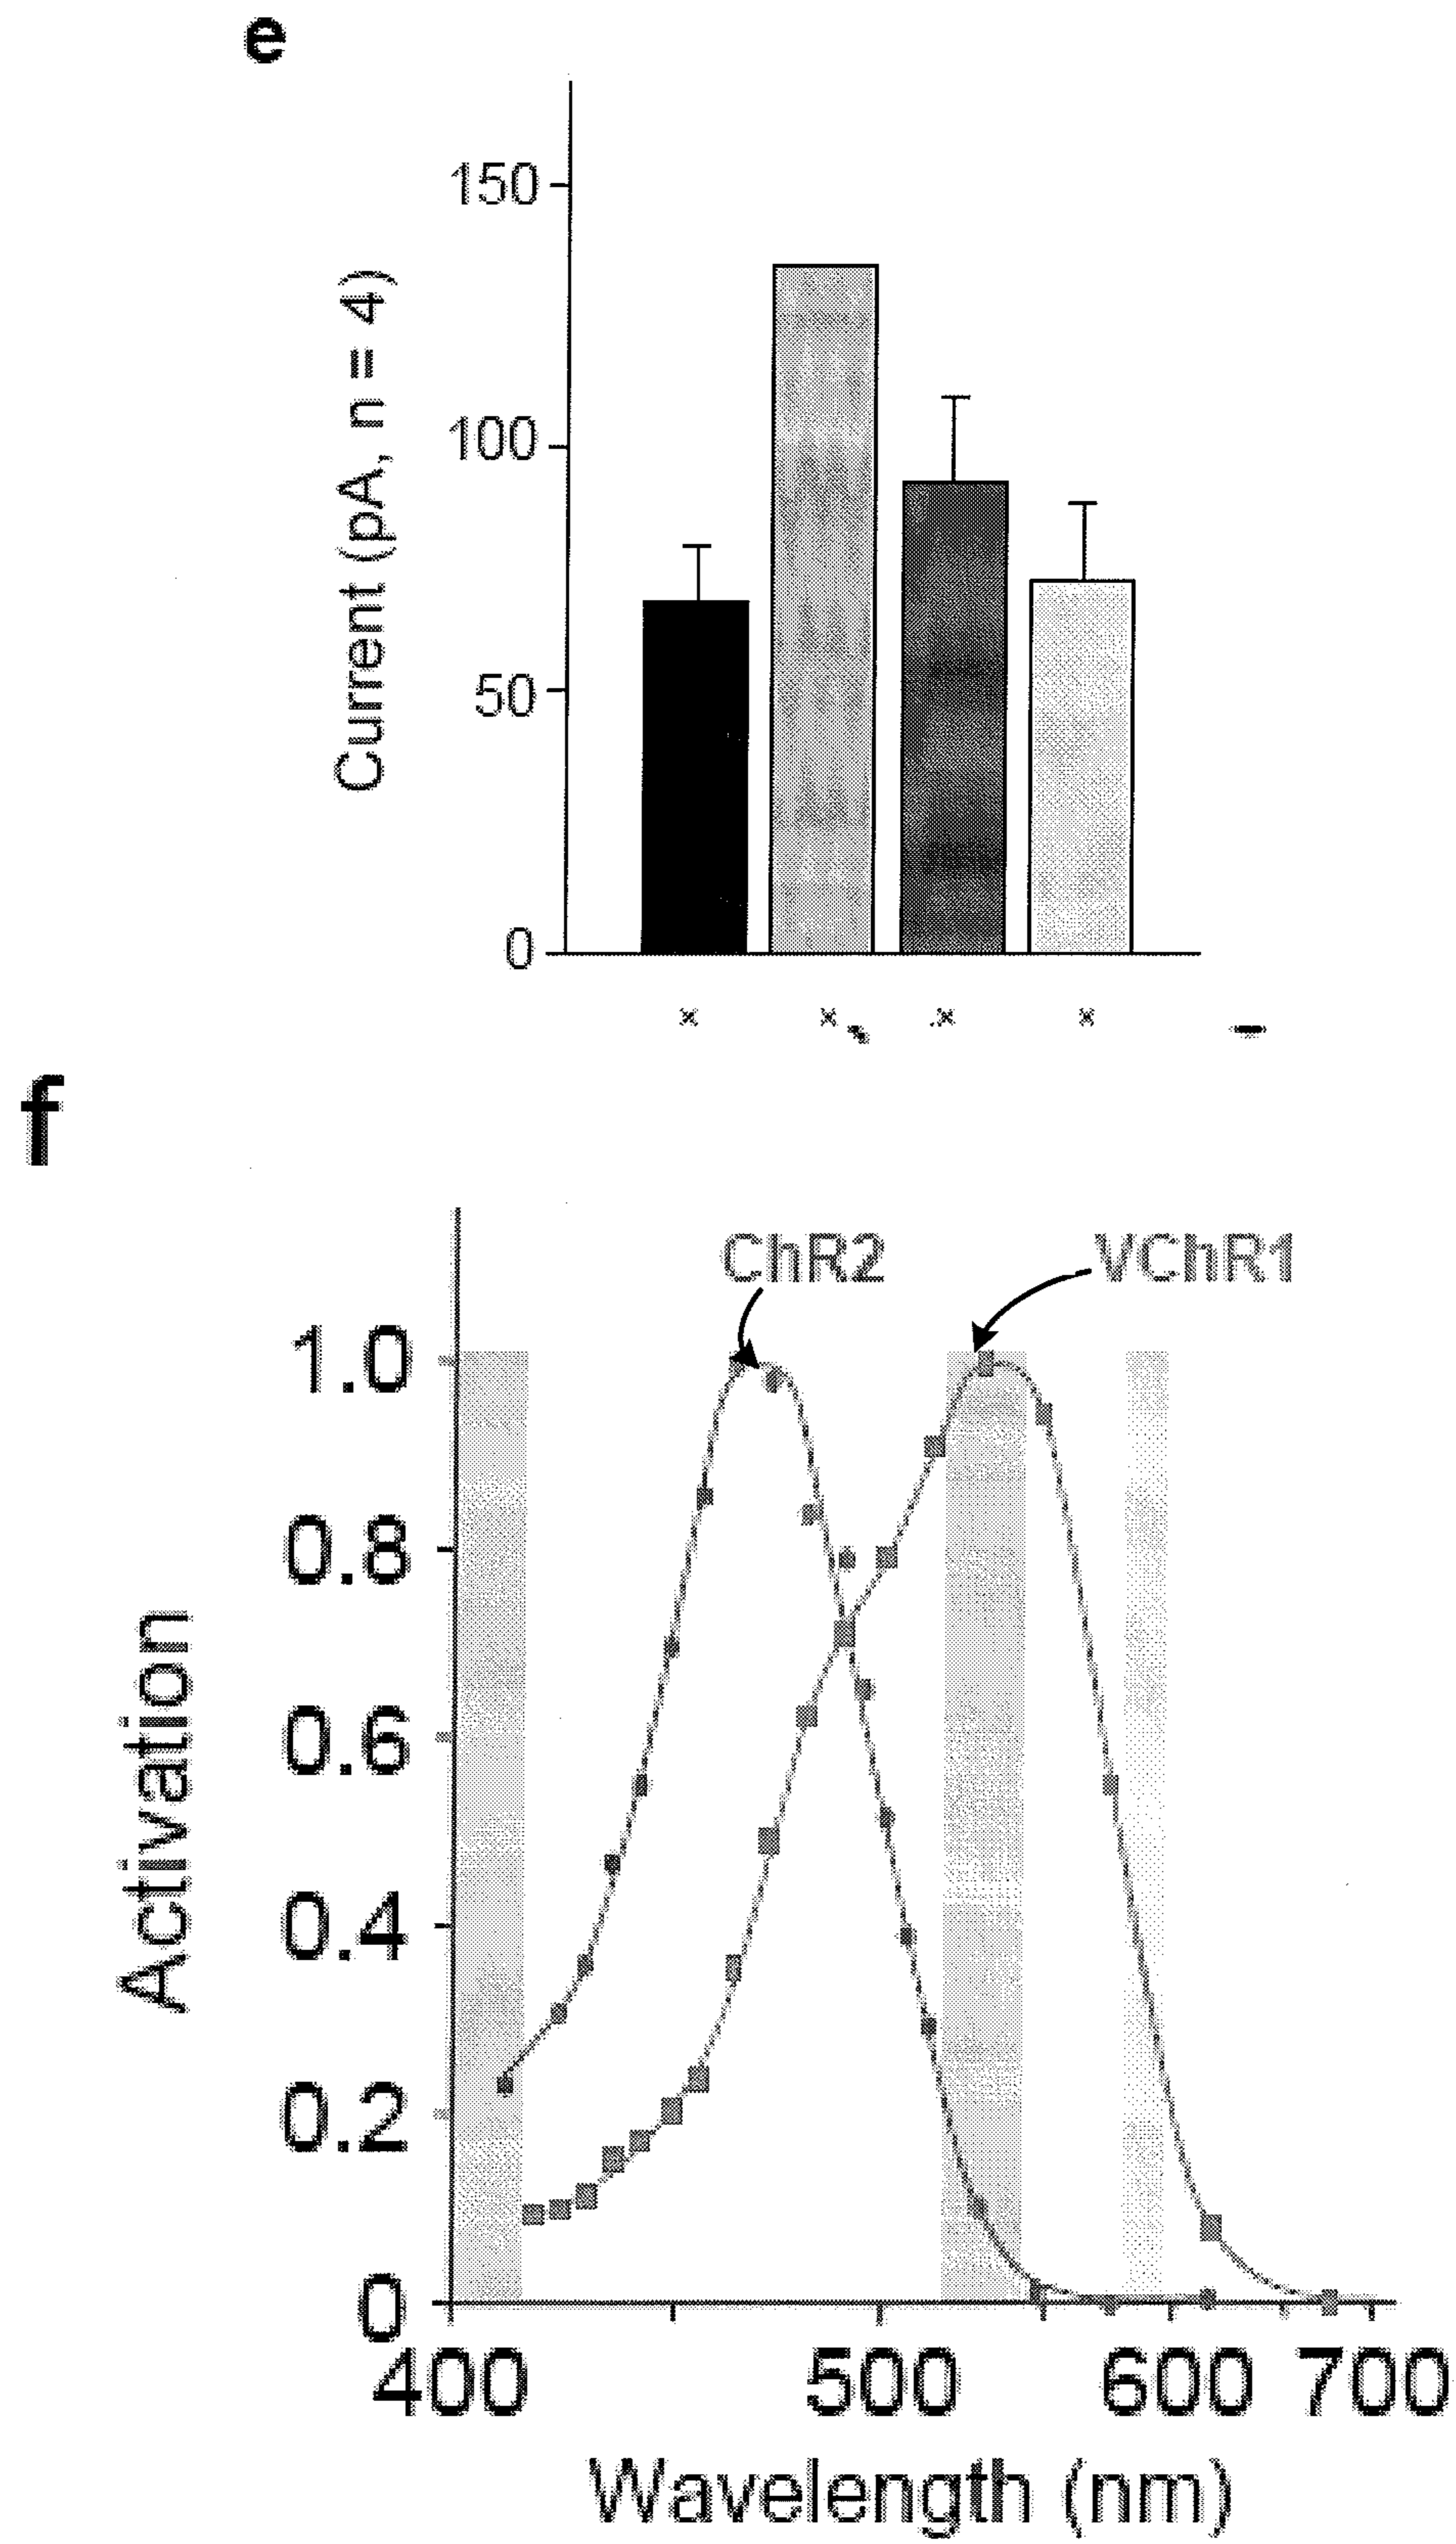 e
150
100
50
0
Current (pA, n = 4)
× × × ×
f
ChR2 VChR1
1.0
0.8
0.6
0.4
0.2
0
Activation
400 500 600 700
Wavelength (nm)